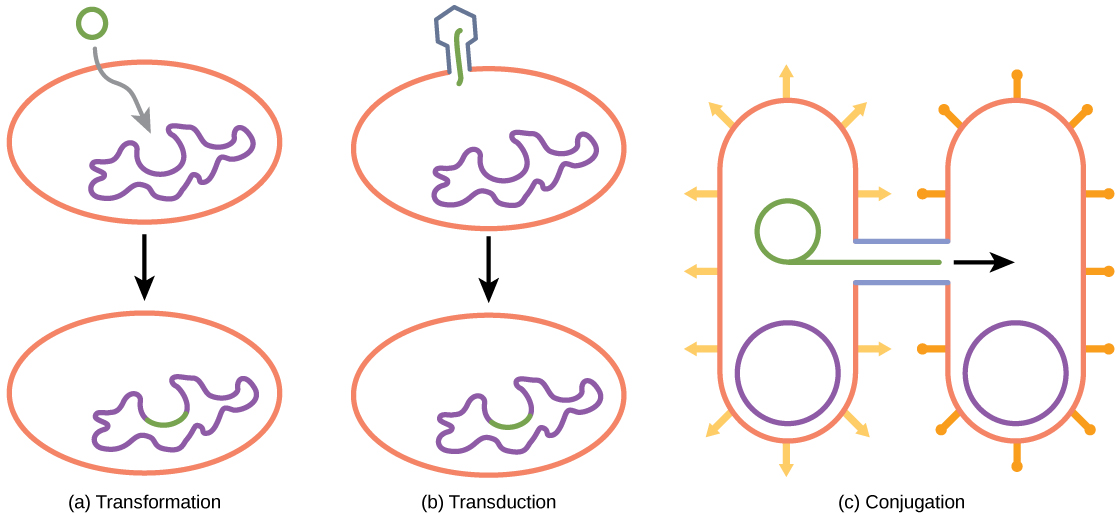 (a) Transformation
(b) Transduction
(c) Conjugation